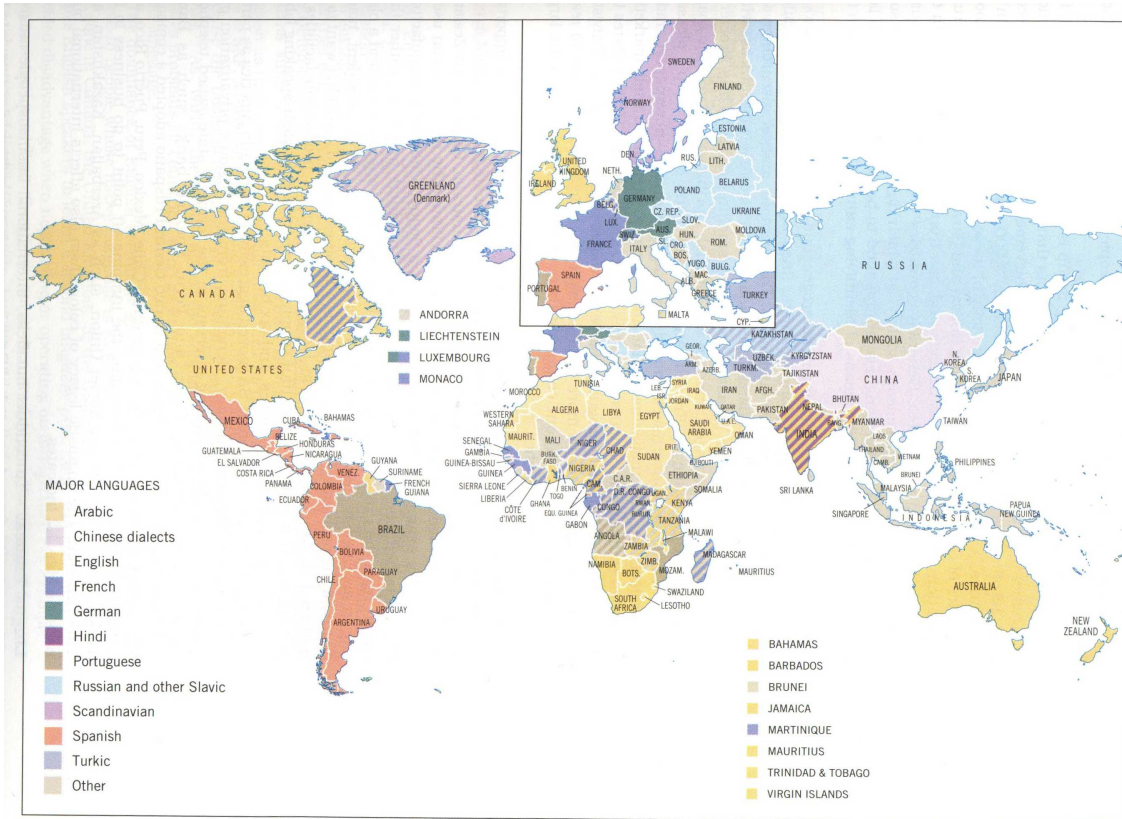 SWEDEN
FINLAND
NORWAY
ESTONIA
LATVIA
LITH.
RUS.
DEN.
UNITED
KINGDOM
IRELAND
NETH.
BELG.
GERMANY
POLAND
BELARUS
LUX.
CZ. REP.
SLOV.
UKRAINE
FRANCE
AUS.
HUN.
MOLDOVA
SWI.
SL.
CRO.
ROM.
ITALY
BOS.
YUGO.
BULG.
SPAIN
PORTUGAL
MAC.
ALB.
GREECE
TURKEY
MALTA
CYP.
GREENLAND
(Denmark)
CANADA
UNITED STATES
ANDORRA
LIECHTENSTEIN
LUXEMBOURG
MONACO
RUSSIA
KAZAKHSTAN
MONGOLIA
GEOR.
UZBEK.
KYRGYZSTAN
ARM.
AZERB.
TURKM.
TAJIKISTAN
CHINA
N.
KOREA
S.
KOREA
JAPAN
MEXICO
CUBA
BAHAMAS
BELIZE
HONDURAS
GUATEMALA
NICARAGUA
EL SALVADOR
COSTA RICA
PANAMA
GUYANA
SURINAME
FRENCH
GUIANA
VENEZ.
COLOMBIA
ECUADOR
PERU
BRAZIL
BOLIVIA
PARAGUAY
CHILE
URUGUAY
ARGENTINA
MOROCCO
TUNISIA
WESTERN
SAHARA
ALGERIA
LIBYA
EGYPT
LEB.
SYRIA
ISR.
JORDAN
IRAQ
IRAN
AFGH.
KUWAIT
QATAR
U.A.E.
PAKISTAN
NEPAL
BHUTAN
INDIA
BANG.
MYANMAR
TAIWAN
SAUDI
ARABIA
OMAN
YEMEN
SENEGAL
GAMBIA
GUINEA-BISSAU
GUINEA
SIERRA LEONE
LIBERIA
CÔTE
d'IVOIRE
MAURIT.
MALI
NIGER
CHAD
SUDAN
ERIT.
DJIBOUTI
BURK.
FASO
GHANA
TOGO
BENIN
NIGERIA
CAM.
EQU. GUINEA
GABON
CONGO
C.A.R.
D.R. CONGO
ETHIOPIA
SOMALIA
UGAN.
KENYA
RWAN.
BURUN.
TANZANIA
MALAWI
ANGOLA
ZAMBIA
ZIMB.
MOZAM.
MADAGASCAR
MAURITIUS
NAMIBIA
BOTS.
SWAZILAND
LESOTHO
SOUTH
AFRICA
LAOS
THAILAND
VIETNAM
CAMB.
PHILIPPINES
BRUNEI
SRI LANKA
MALAYSIA
SINGAPORE
INDONESIA
PAPUA
NEW GUINEA
AUSTRALIA
NEW
ZEALAND
MAJOR LANGUAGES
Arabic
Chinese dialects
English
French
German
Hindi
Portuguese
Russian and other Slavic
Scandinavian
Spanish
Turkic
Other
BAHAMAS
BARBADOS
BRUNEI
JAMAICA
MARTINIQUE
MAURITIUS
TRINIDAD & TOBAGO
VIRGIN ISLANDS